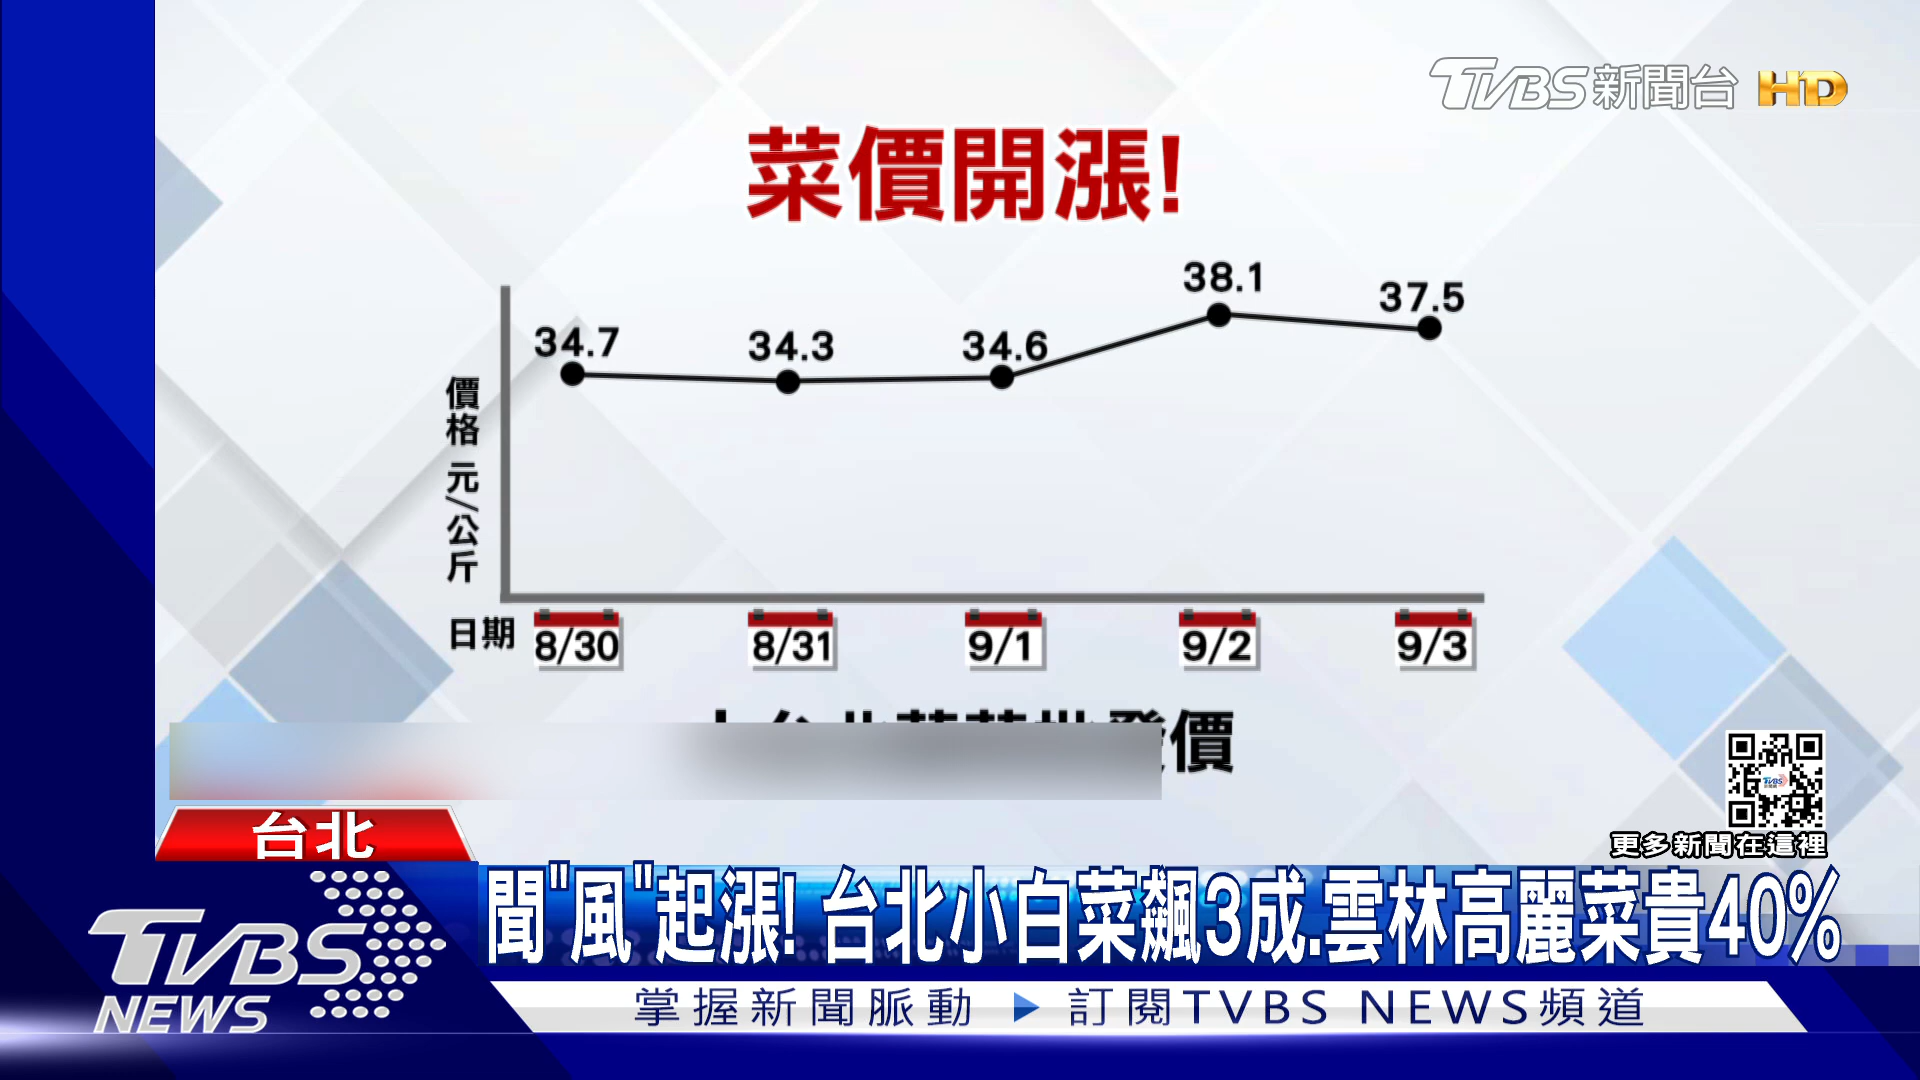 TVBS新聞台 HD
菜價開漲!
38.1
37.5
34.7
34.3
34.6
價格 元/公斤
日期
8/30
8/31
9/1
9/2
9/3
價
更多新聞在這裡
台北
聞"風"起漲! 台北小白菜飆3成.雲林高麗菜貴40%
TVBS
NEWS
掌握新聞脈動 ▶ 訂閱TVBS NEWS頻道